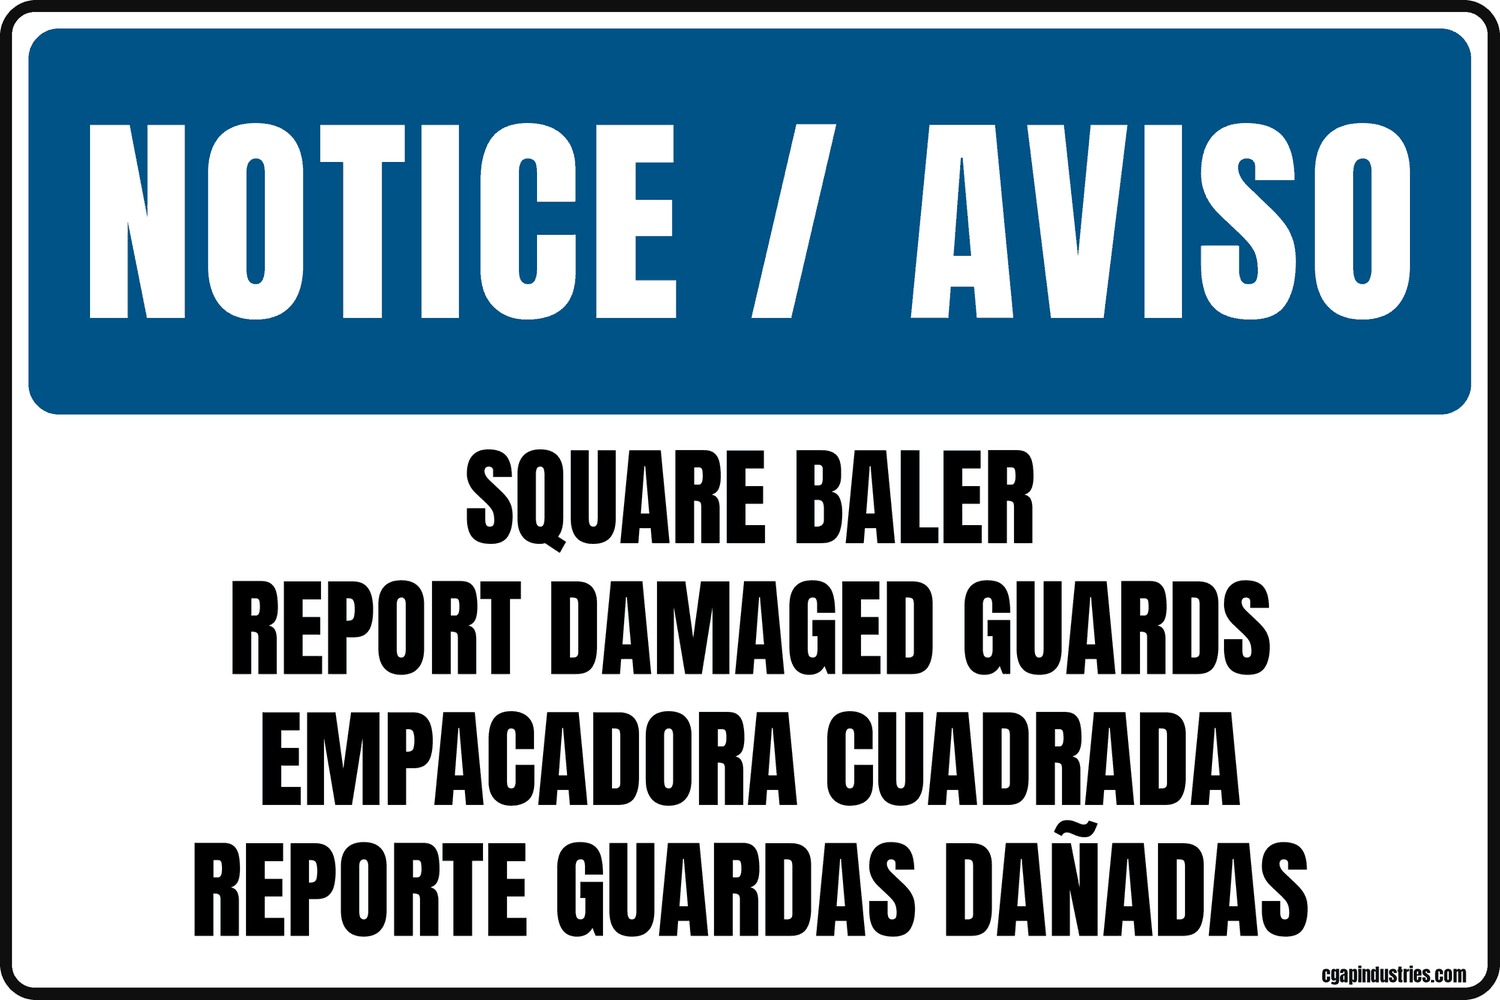 NOTICE / AVISO
SQUARE BALER
REPORT DAMAGED GUARDS
EMPACADORA CUADRADA
REPORTE GUARDAS DAÑADAS
cgapindustries.com